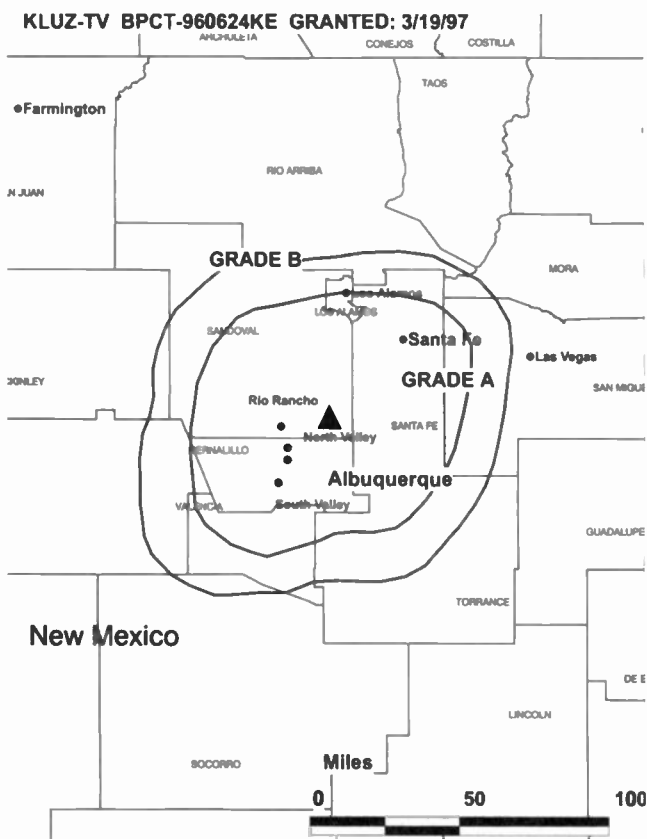 KLUZ-TV BPCT-960624KE GRANTED: 3/19/97
ARCHULETA
CONEJOS
COSTILLA
TAOS
Farmington
RIO ARRIBA
N JUAN
GRADE B
MORA
Los Alamos
LOS ALAMOS
SANDOVAL
Santa Fe
Las Vegas
GRADE A
CKINLEY
SAN MIGUE
Rio Rancho
SANTA FE
North Valley
BERNALILLO
Albuquerque
VALENCIA
South Valley
GUADALUPE
TORRANCE
New Mexico
DE B
LINCOLN
SOCORRO
Miles
0 50 100